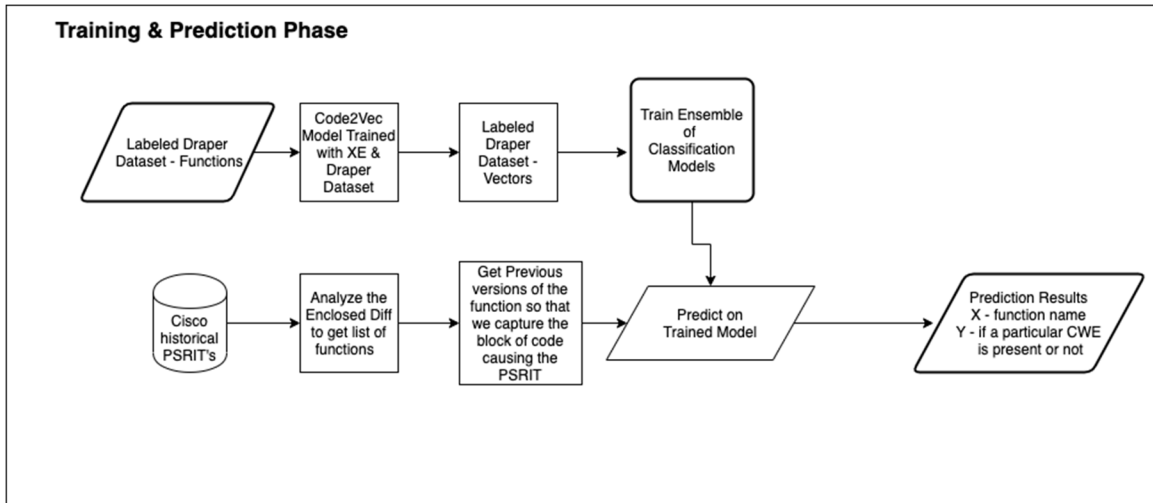 Training & Prediction Phase
Labeled Draper
Dataset - Functions
Code2Vec
Model Trained
with XE &
Draper
Dataset
Labeled
Draper
Dataset -
Vectors
Train Ensemble
of
Classification
Models
Cisco
historical
PSRIT's
Analyze the
Enclosed Diff
to get list of
functions
Get Previous
versions of the
function so that
we capture the
block of code
causing the
PSRIT
Predict on
Trained Model
Prediction Results
X - function name
Y - if a particular CWE
is present or not